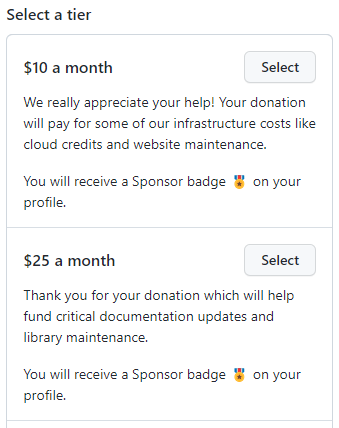 Select a tier
$10 a month
Select
We really appreciate your help! Your donation
will pay for some of our infrastructure costs like
cloud credits and website maintenance.
You will receive a Sponsor badge 🎖️ on your
profile.
$25 a month
Select
Thank you for your donation which will help
fund critical documentation updates and
library maintenance.
You will receive a Sponsor badge 🎖️ on your
profile.